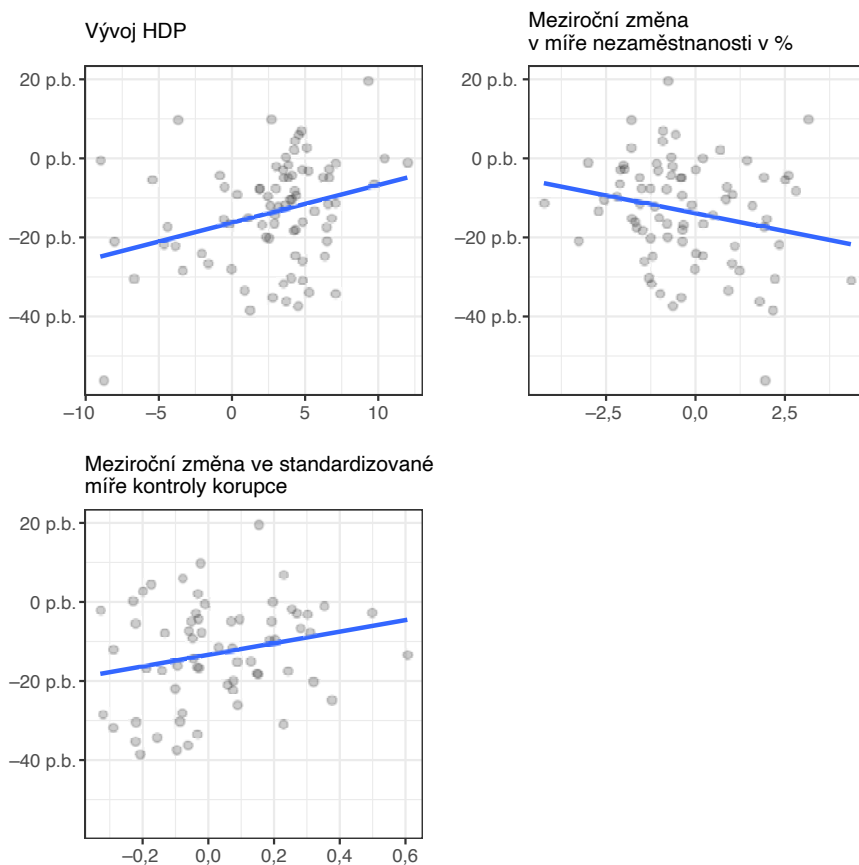 Vývoj HDP
20 p.b.
0 p.b.
−20 p.b.
−40 p.b.
−10
−5
0
5
10
Meziroční změna
v míře nezaměstnanosti v %
20 p.b.
0 p.b.
−20 p.b.
−40 p.b.
−2,5
0,0
2,5
Meziroční změna ve standardizované
míře kontroly korupce
20 p.b.
0 p.b.
−20 p.b.
−40 p.b.
−0,2
0,0
0,2
0,4
0,6